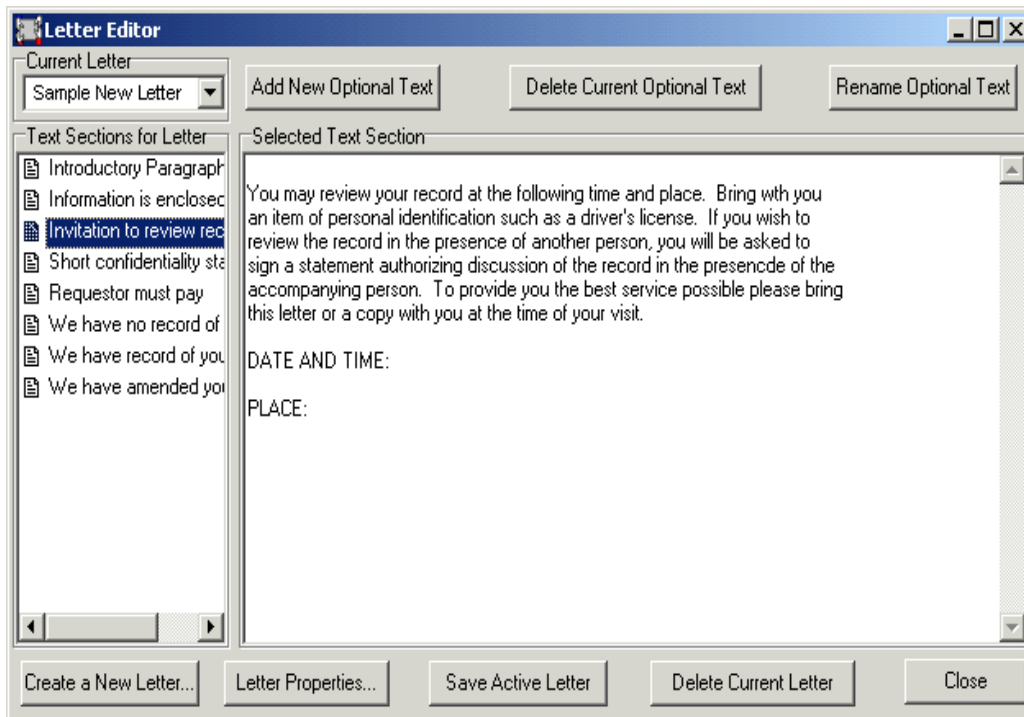 Letter Editor
Current Letter
Sample New Letter
Add New Optional Text
Delete Current Optional Text
Rename Optional Text
Text Sections for Letter
Introductory Paragraph
Information is enclosed
Invitation to review rec
Short confidentiality sta
Requestor must pay
We have no record of
We have record of you
We have amended you
Selected Text Section
You may review your record at the following time and place.  Bring wth you
an item of personal identification such as a driver's license.  If you wish to
review the record in the presence of another person, you will be asked to
sign a statement authorizing discussion of the record in the presencde of the
accompanying person.  To provide you the best service possible please bring
this letter or a copy with you at the time of your visit.
DATE AND TIME:
PLACE:
Create a New Letter...
Letter Properties...
Save Active Letter
Delete Current Letter
Close